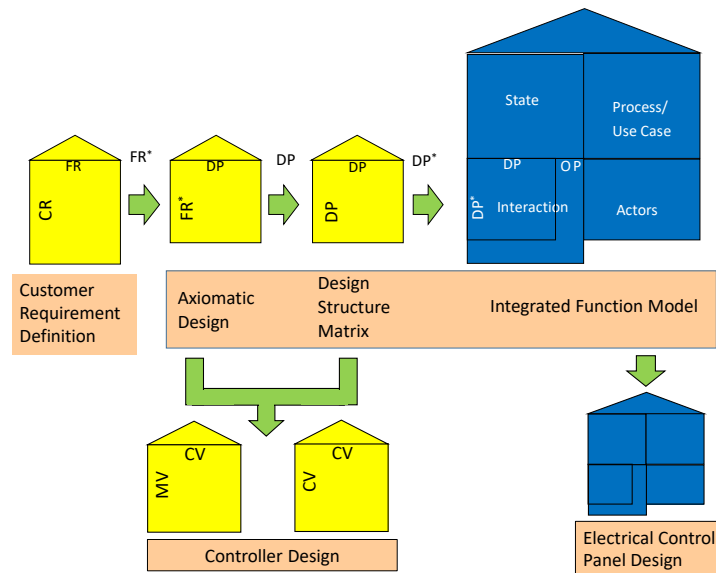 State
Process/
Use Case
FR
FR*
DP
DP
DP
DP*
CR
FR*
DP
DP
OP
DP*
Interaction
Actors
Customer
Requirement
Definition
Axiomatic
Design
Design
Structure
Matrix
Integrated Function Model
CV
MV
CV
CV
Controller Design
Electrical Control
Panel Design